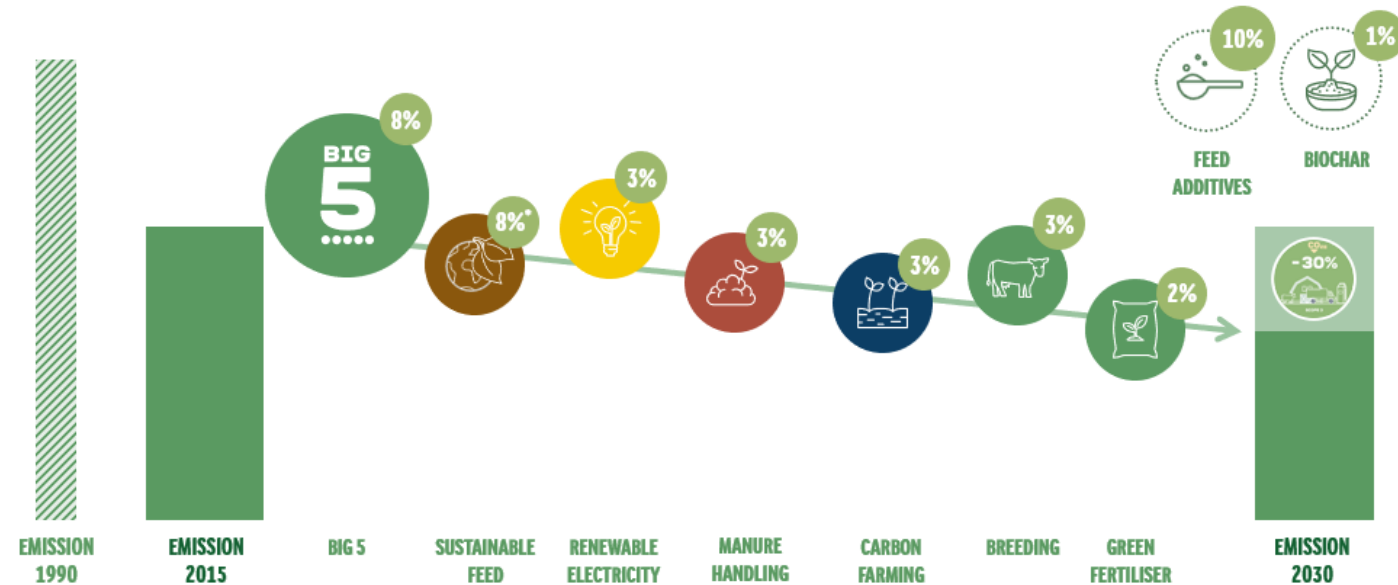 10%
1%
FEED
ADDITIVES
BIOCHAR
BIG
5
8%
8%*
3%
3%
3%
3%
2%
-30%
EMISSION
1990
EMISSION
2015
BIG 5
SUSTAINABLE
FEED
RENEWABLE
ELECTRICITY
MANURE
HANDLING
CARBON
FARMING
BREEDING
GREEN
FERTILISER
EMISSION
2030